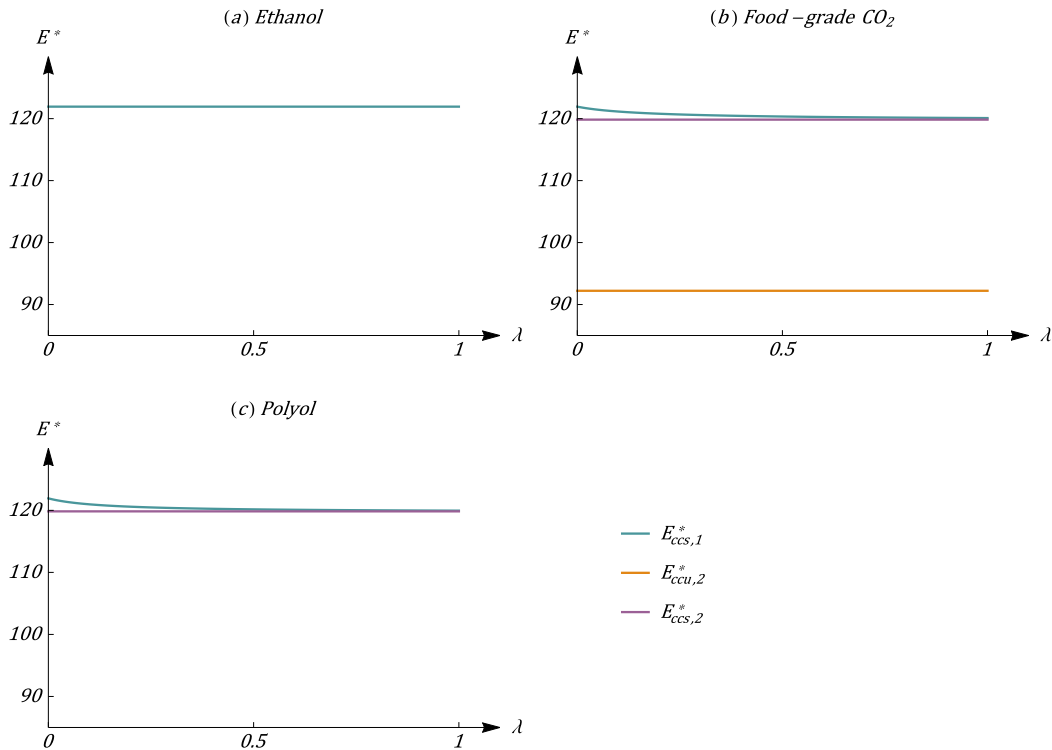 (a) Ethanol
E*
120
110
100
90
0 0.5 1 λ
(b) Food–grade CO₂
E*
120
110
100
90
0 0.5 1 λ
(c) Polyol
E*
120
110
100
90
0 0.5 1 λ
E*ccs,1
E*ccu,2
E*ccs,2